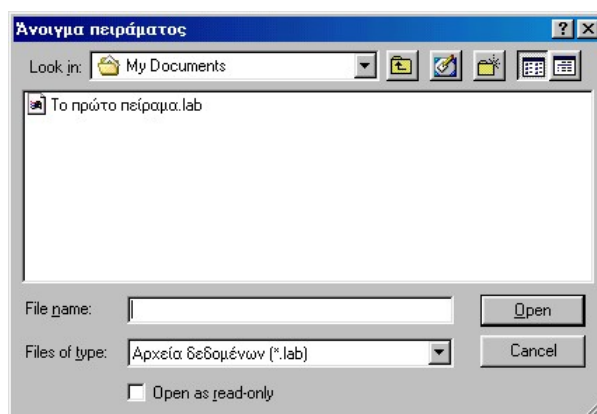 Άνοιγμα πειράματος
Look in: My Documents
Το πρώτο πείραμα.lab
File name: Open
Files of type: Αρχεία δεδομένων (*.lab) Cancel
Open as read-only